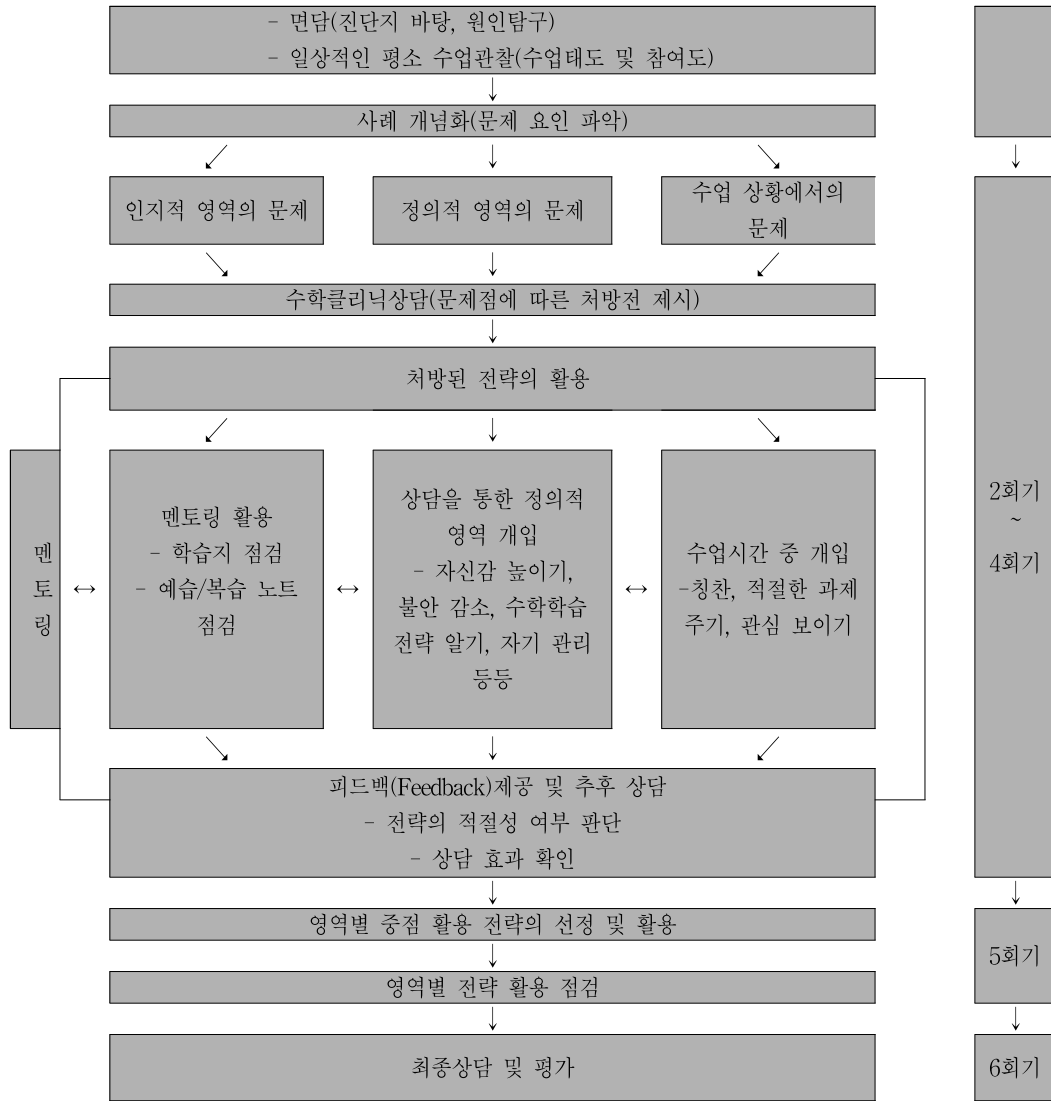 - 면담(진단지 바탕, 원인탐구)
- 일상적인 평소 수업관찰(수업태도 및 참여도)
사례 개념화(문제 요인 파악)
인지적 영역의 문제
정의적 영역의 문제
수업 상황에서의
문제
수학클리닉상담(문제점에 따른 처방전 제시)
처방된 전략의 활용
멘
토
링
멘토링 활용
- 학습지 점검
- 예습/복습 노트
점검
상담을 통한 정의적
영역 개입
- 자신감 높이기,
불안 감소, 수학학습
전략 알기, 자기 관리
등등
수업시간 중 개입
-칭찬, 적절한 과제
주기, 관심 보이기
피드백(Feedback)제공 및 추후 상담
- 전략의 적절성 여부 판단
- 상담 효과 확인
2회기
~
4회기
영역별 중점 활용 전략의 선정 및 활용
영역별 전략 활용 점검
5회기
최종상담 및 평가
6회기